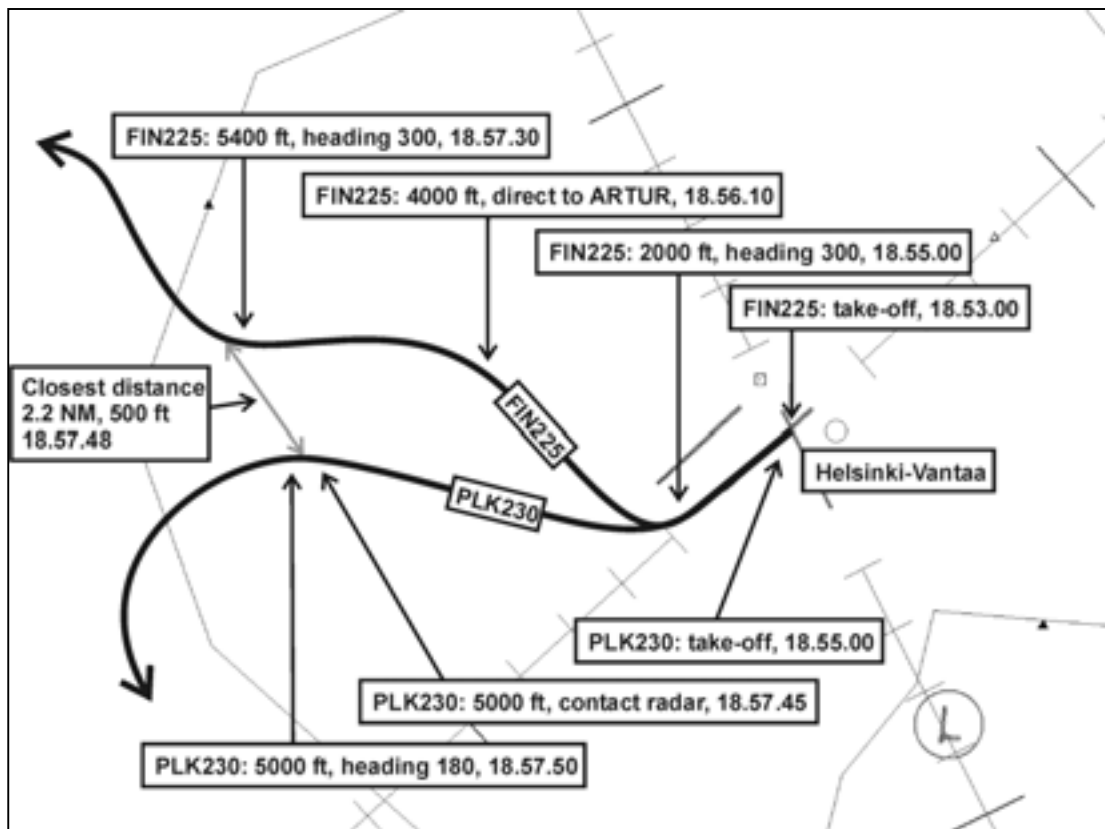 FIN225: 5400 ft, heading 300, 18.57.30
FIN225: 4000 ft, direct to ARTUR, 18.56.10
FIN225: 2000 ft, heading 300, 18.55.00
FIN225: take-off, 18.53.00
Closest distance
2.2 NM, 500 ft
18.57.48
FIN225
Helsinki-Vantaa
PLK230
PLK230: take-off, 18.55.00
PLK230: 5000 ft, contact radar, 18.57.45
PLK230: 5000 ft, heading 180, 18.57.50